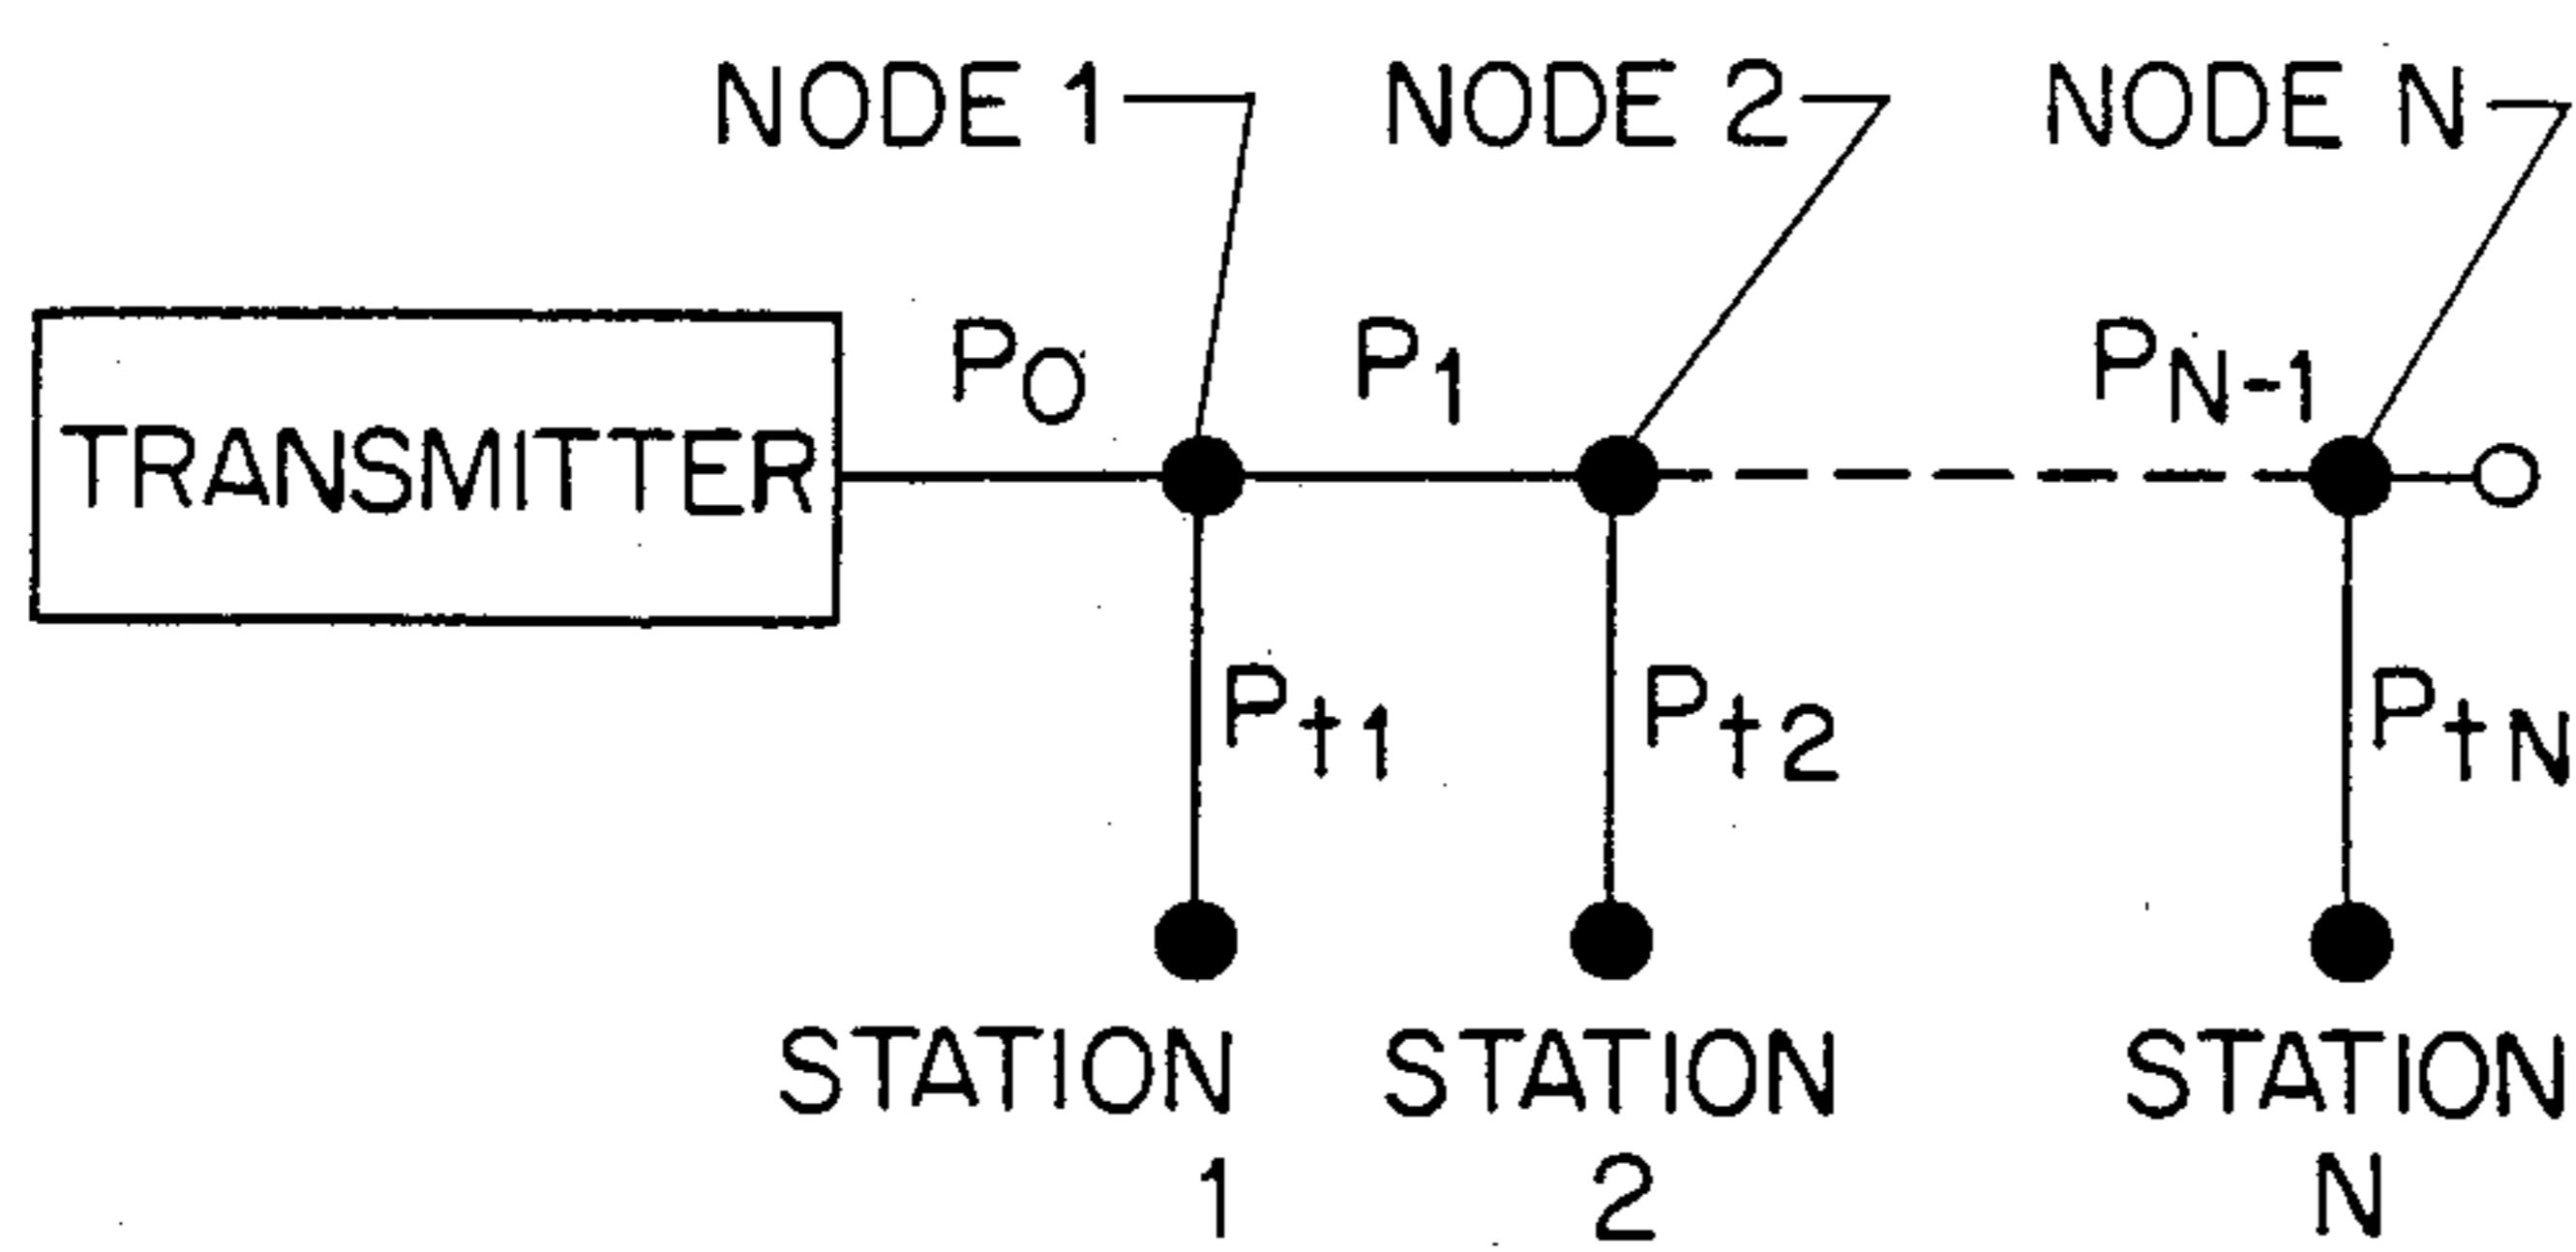 NODE 1 NODE 2 NODE N
P0 P1 PN-1
TRANSMITTER
Pt1 Pt2 PtN
STATION STATION STATION
1 2 N